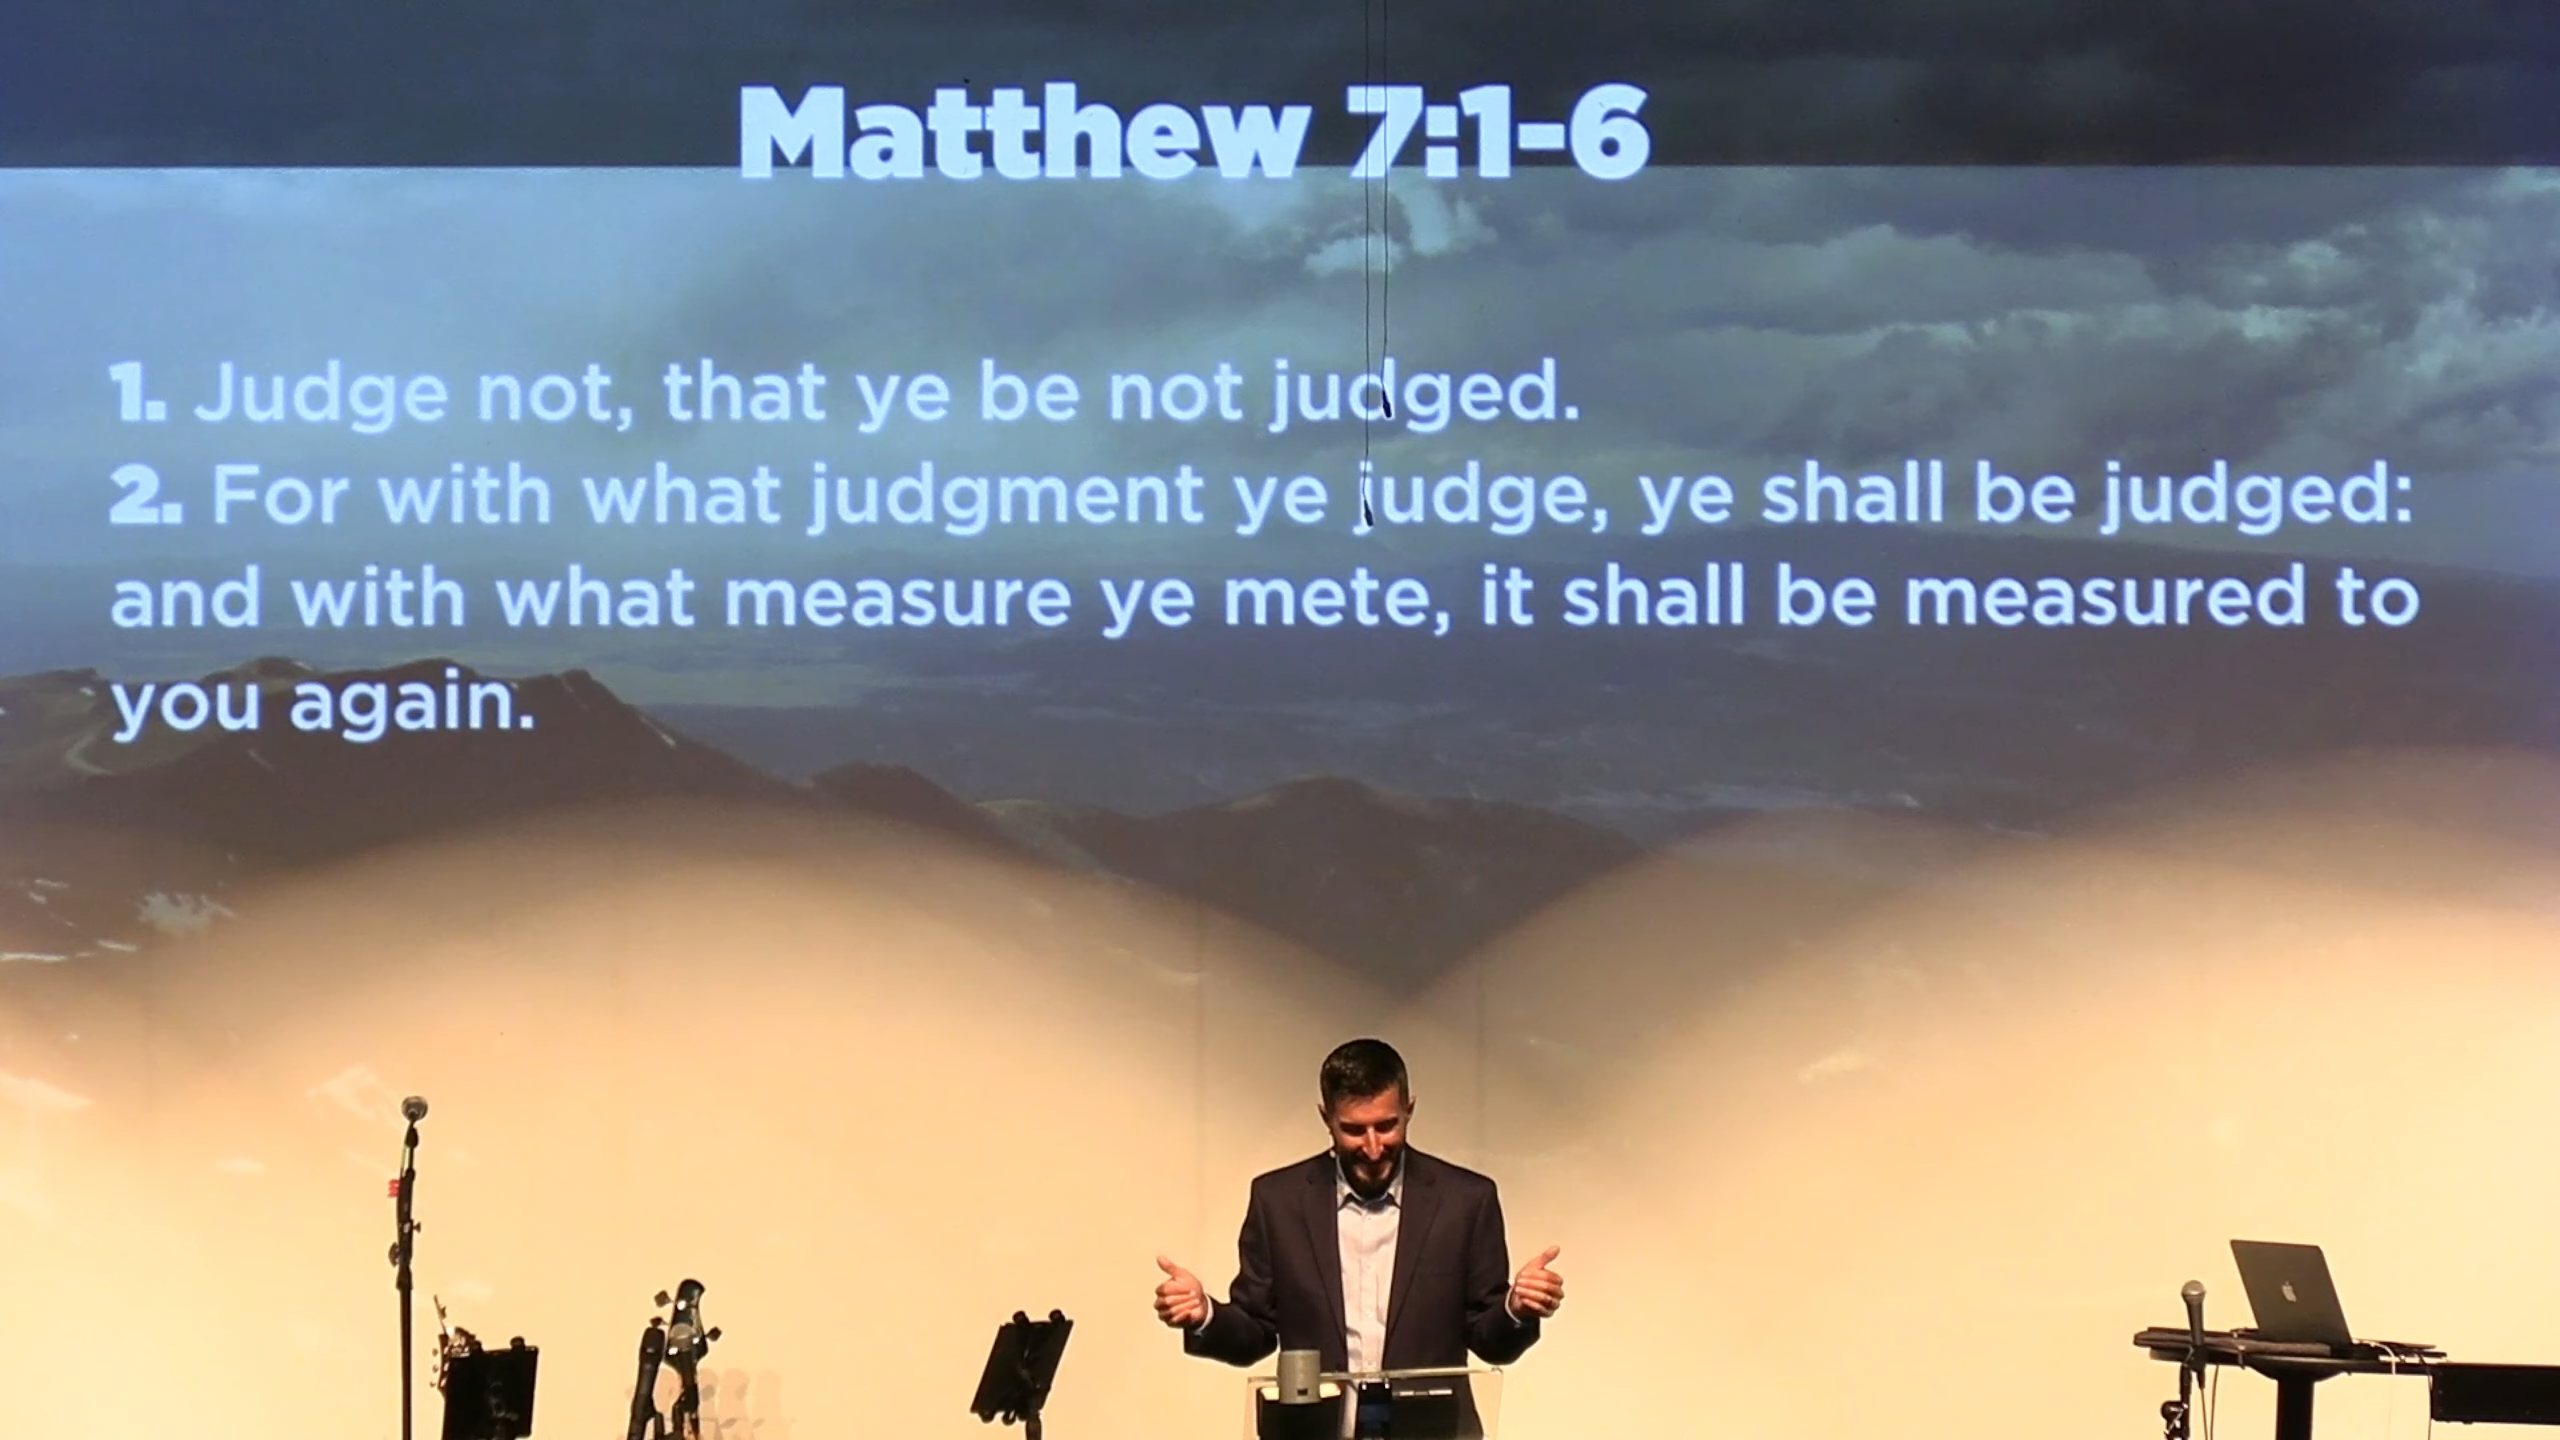 Matthew 7:1-6
1. Judge not, that ye be not judged.
2. For with what judgment ye judge, ye shall be judged:
and with what measure ye mete, it shall be measured to
you again.